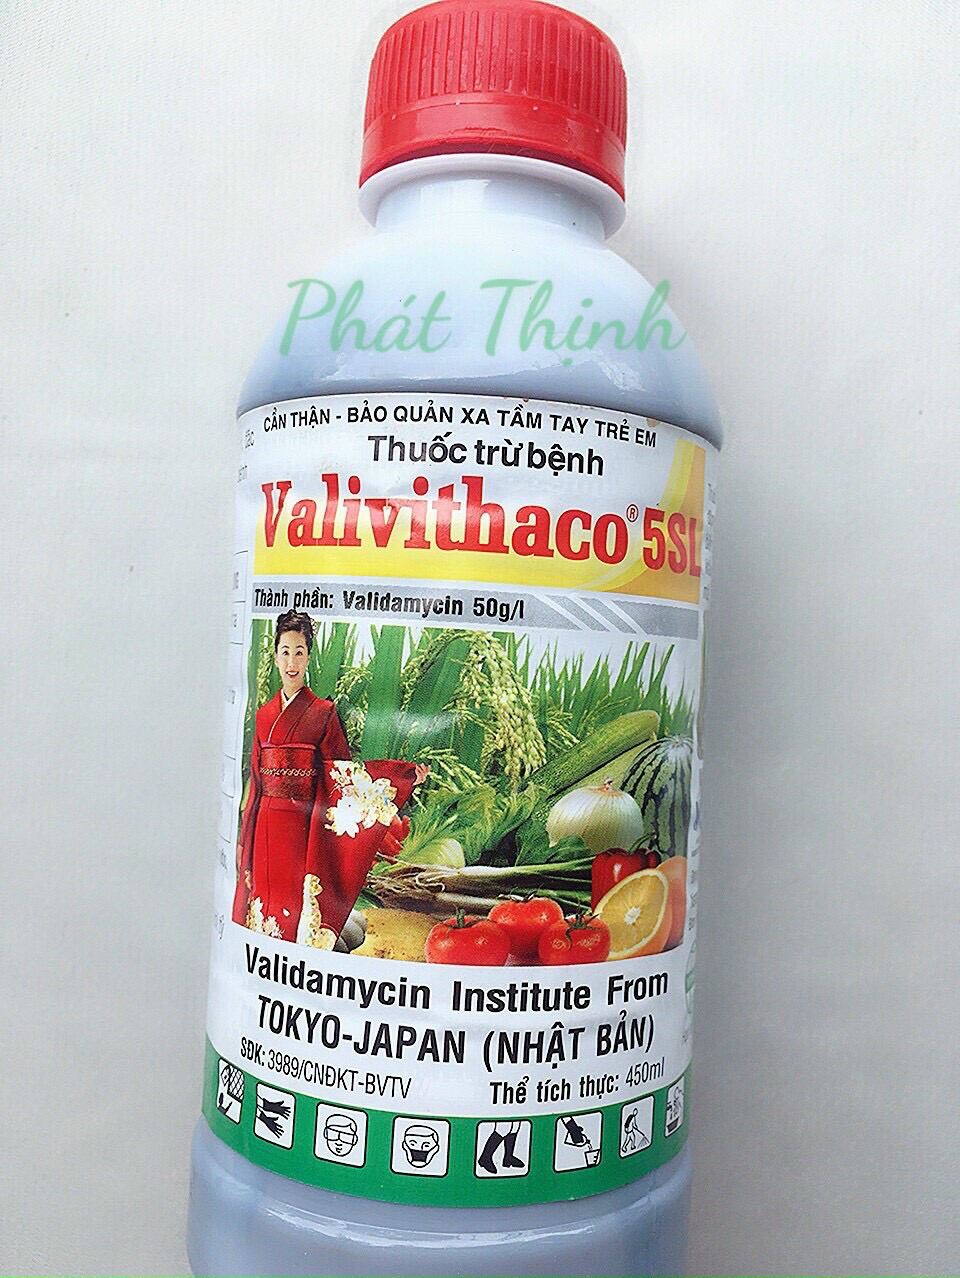 Phát Thịnh
CẨN THẬN - BẢO QUẢN XA TẦM TAY TRẺ EM
Thuốc trừ bệnh
Valivithaco® 5SL
Thành phần: Validamycin 50g/l
Validamycin Institute From
TOKYO-JAPAN (NHẬT BẢN)
SĐK: 3989/CNĐKT-BVTV
Thể tích thực: 450ml